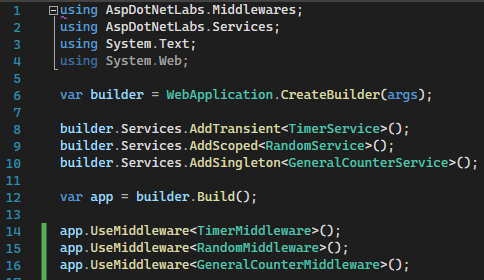 1 using AspDotNetLabs.Middlewares;
2 using AspDotNetLabs.Services;
3 using System.Text;
4 using System.Web;
5
6 var builder = WebApplication.CreateBuilder(args);
7
8 builder.Services.AddTransient<TimerService>();
9 builder.Services.AddScoped<RandomService>();
10 builder.Services.AddSingleton<GeneralCounterService>();
11
12 var app = builder.Build();
13
14 app.UseMiddleware<TimerMiddleware>();
15 app.UseMiddleware<RandomMiddleware>();
16 app.UseMiddleware<GeneralCounterMiddleware>();